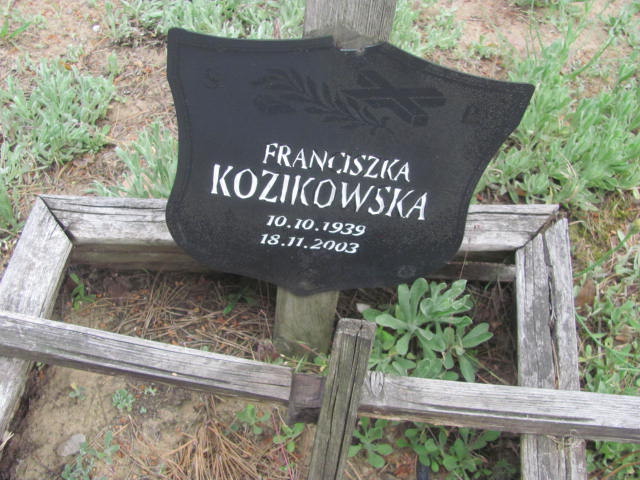 Ś P
FRANCISZKA
KOZIKOWSKA
10.10.1939
18.11.2003